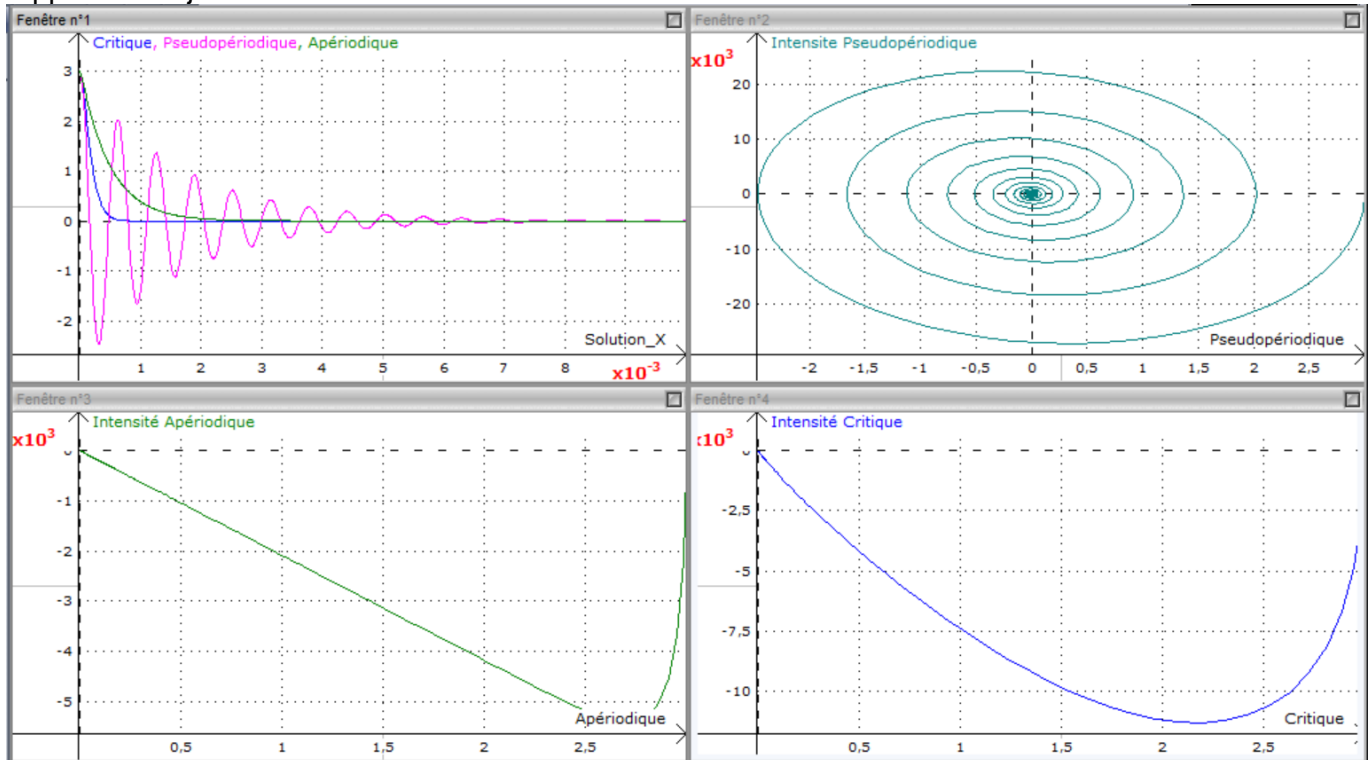 Fenêtre n°1
Critique, Pseudopériodique, Apériodique
3
2
1
0
-1
-2
Solution_X
1 2 3 4 5 6 7 8
x10-3
Fenêtre n°2
Intensite Pseudopériodique
x103
20
10
0
-10
-20
Pseudopériodique
-2 -1,5 -1 -0,5 0 0,5 1 1,5 2 2,5
Fenêtre n°3
Intensité Apériodique
x103
-1
-2
-3
-4
-5
Apériodique
0,5 1 1,5 2 2,5
Fenêtre n°4
Intensité Critique
x103
-2,5
-5
-7,5
-10
Critique
0,5 1 1,5 2 2,5